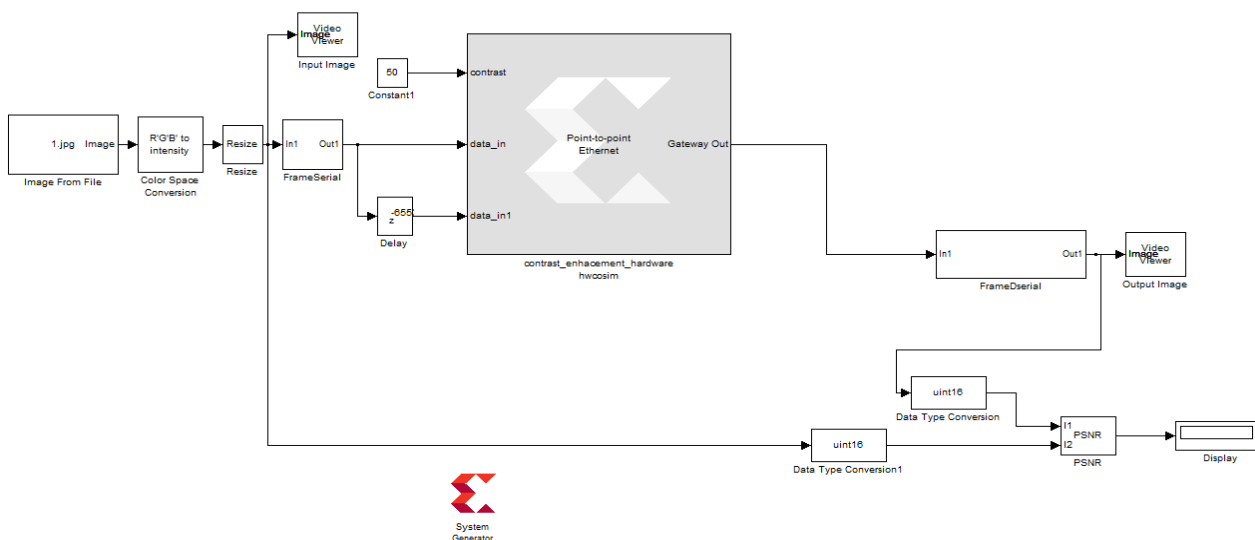 Video
Viewer
Image
Input Image
50
Constant1
contrast
1.jpg Image
Image From File
R'G'B' to
intensity
Color Space
Conversion
Resize
Resize
In1 Out1
FrameSerial
data_in
Point-to-point
Ethernet
Gateway Out
-655
z
Delay
data_in1
contrast_enhacement_hardware
hwcosim
In1 Out1
FrameDserial
Video
Viewer
Image
Output Image
uint16
Data Type Conversion
uint16
Data Type Conversion1
I1
I2
PSNR
PSNR
Display
System
Generator